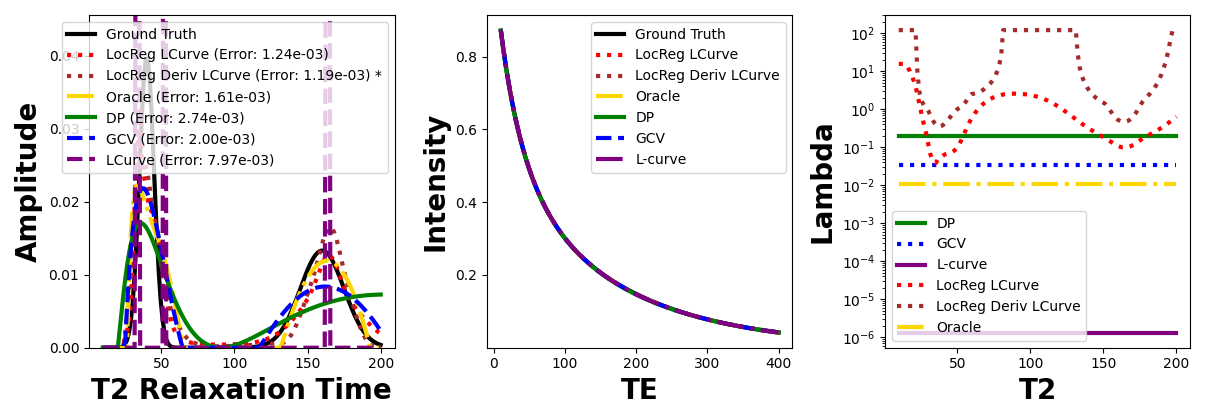 Amplitude
0.04
0.03
0.02
0.01
0.00
Ground Truth
LocReg LCurve (Error: 1.24e-03)
LocReg Deriv LCurve (Error: 1.19e-03) *
Oracle (Error: 1.61e-03)
DP (Error: 2.74e-03)
GCV (Error: 2.00e-03)
LCurve (Error: 7.97e-03)
50 100 150 200
T2 Relaxation Time
Intensity
0.8
0.6
0.4
0.2
Ground Truth
LocReg LCurve
LocReg Deriv LCurve
Oracle
DP
GCV
L-curve
0 100 200 300 400
TE
Lambda
10²
10¹
10⁰
10⁻¹
10⁻²
10⁻³
10⁻⁴
10⁻⁵
10⁻⁶
DP
GCV
L-curve
LocReg LCurve
LocReg Deriv LCurve
Oracle
50 100 150 200
T2